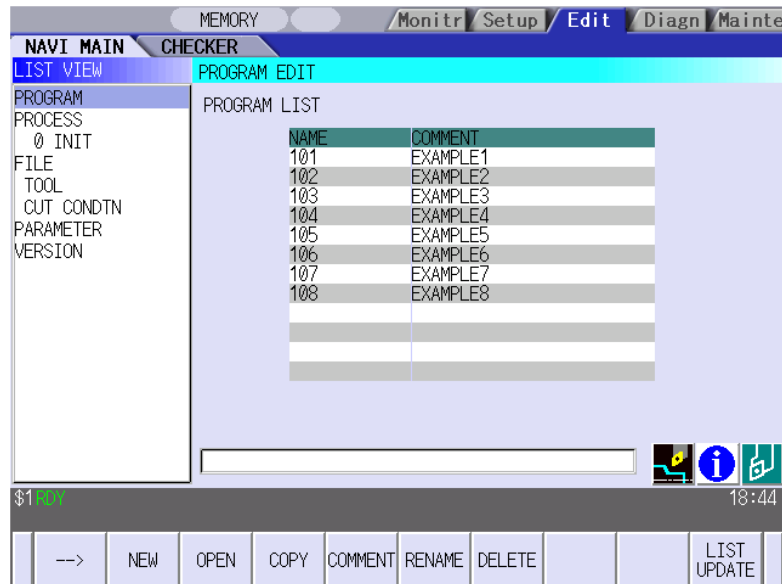 MEMORY Monitr Setup Edit Diagn Mainte
NAVI MAIN CHECKER
LIST VIEW PROGRAM EDIT
PROGRAM
PROCESS
0 INIT
FILE
TOOL
CUT CONDTN
PARAMETER
VERSION
PROGRAM LIST
NAME COMMENT
101 EXAMPLE1
102 EXAMPLE2
103 EXAMPLE3
104 EXAMPLE4
105 EXAMPLE5
106 EXAMPLE6
107 EXAMPLE7
108 EXAMPLE8
i
$1 RDY 18:44
--> NEW OPEN COPY COMMENT RENAME DELETE LIST UPDATE